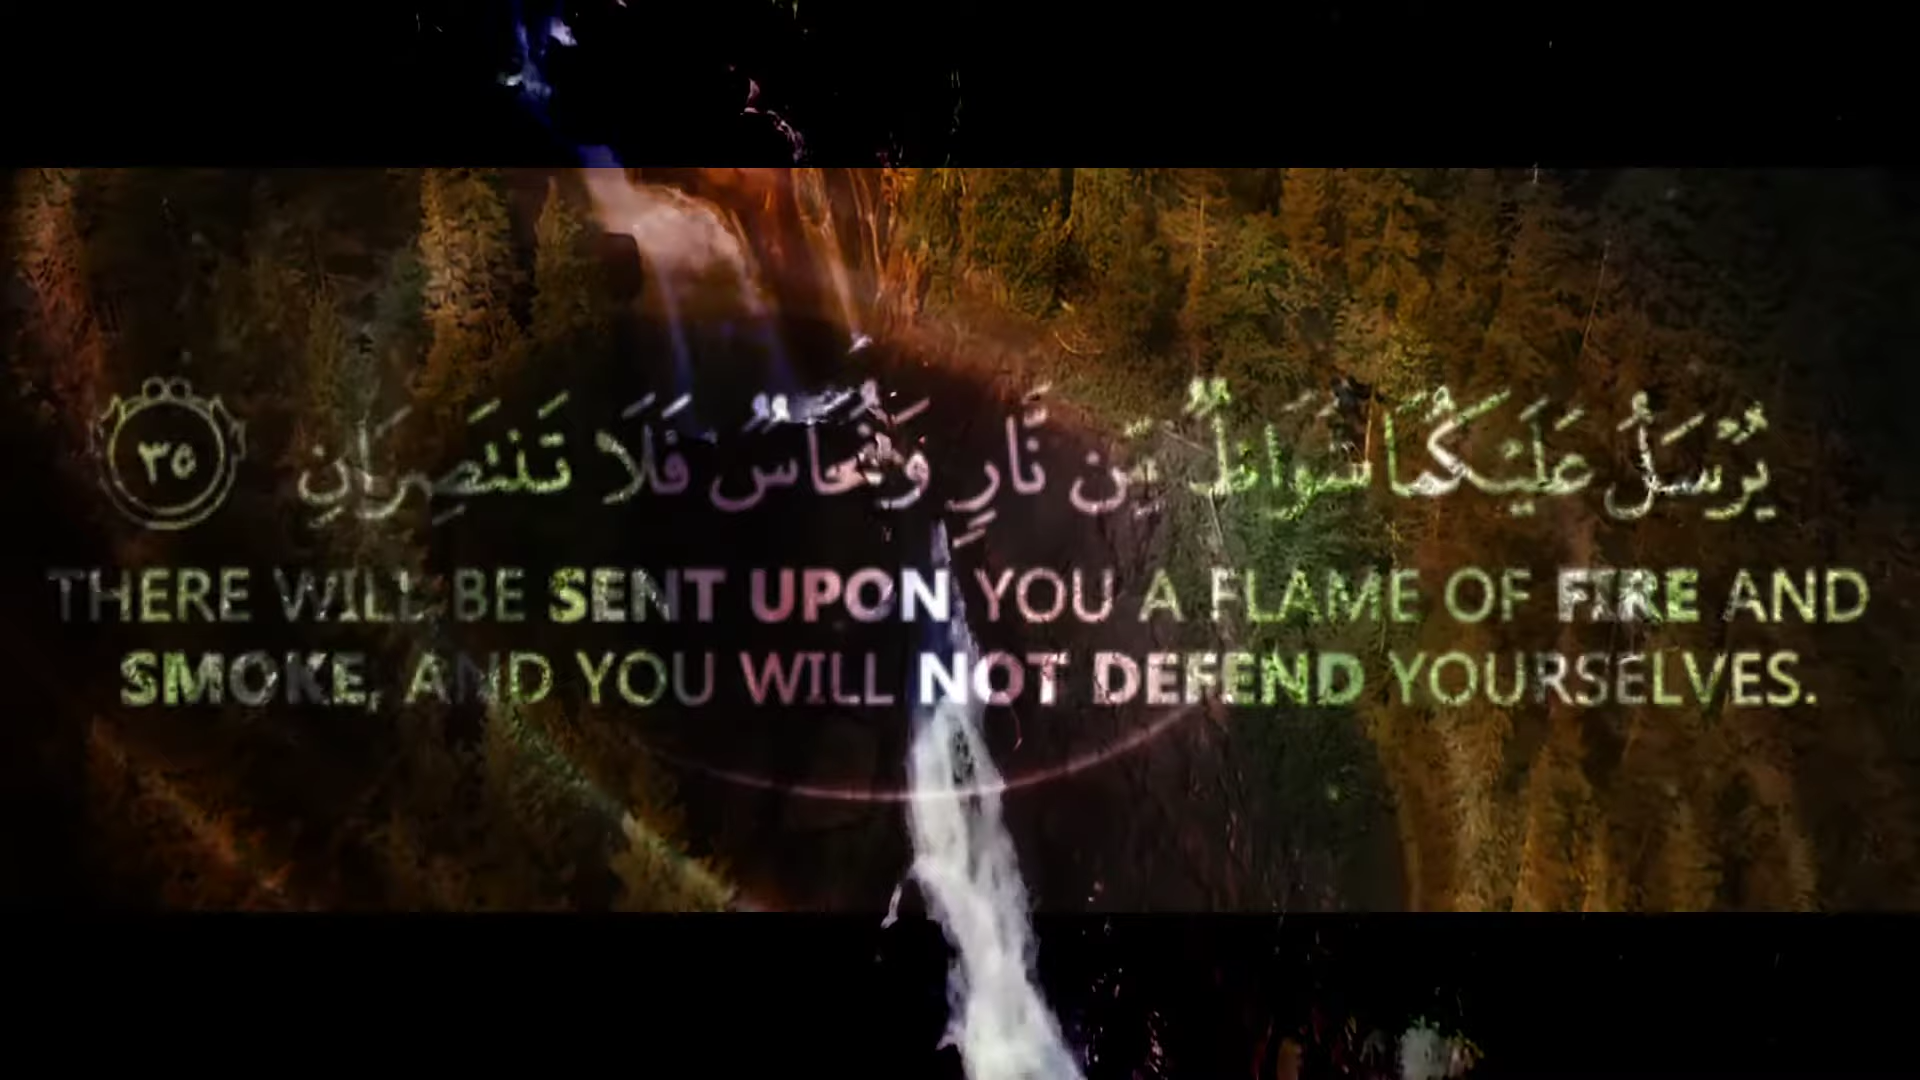 يُرْسَلُ عَلَيْكُمَا شُوَاظٌ مِّن نَّارٍ وَنُحَاسٌ فَلَا تَنتَصِرَانِ ٣٥
THERE WILL BE SENT UPON YOU A FLAME OF FIRE AND
SMOKE, AND YOU WILL NOT DEFEND YOURSELVES.